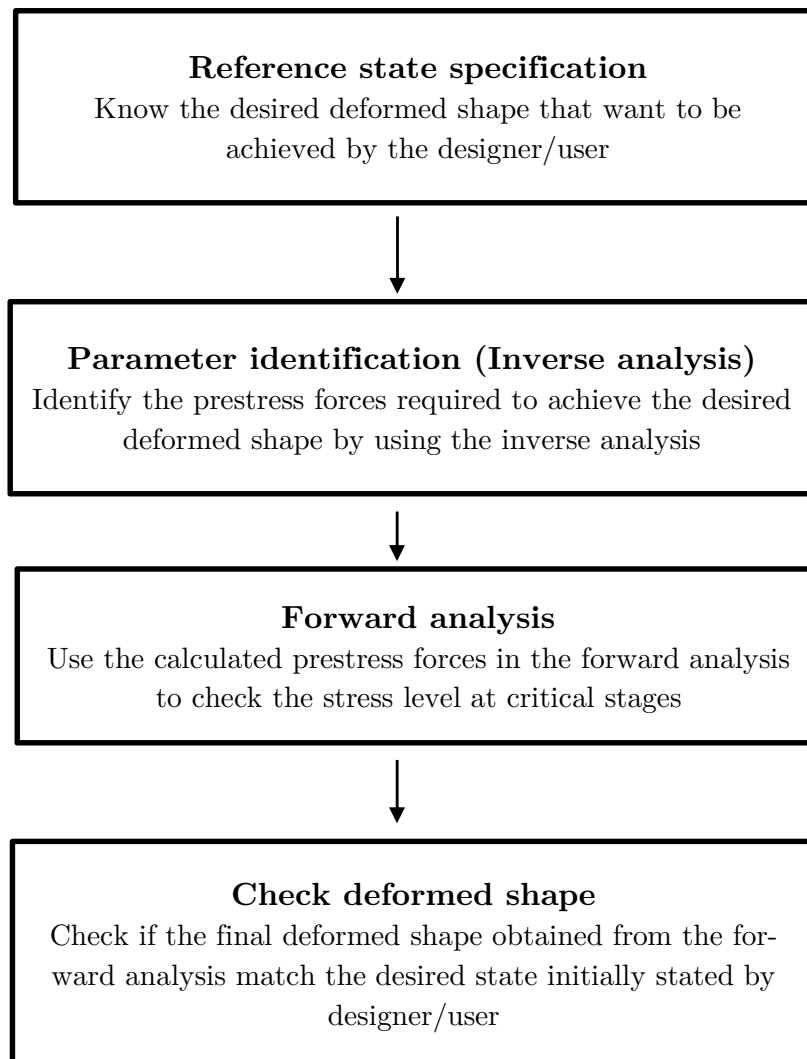 Reference state specification
Know the desired deformed shape that want to be
achieved by the designer/user
Parameter identification (Inverse analysis)
Identify the prestress forces required to achieve the desired
deformed shape by using the inverse analysis
Forward analysis
Use the calculated prestress forces in the forward analysis
to check the stress level at critical stages
Check deformed shape
Check if the final deformed shape obtained from the for-
ward analysis match the desired state initially stated by
designer/user